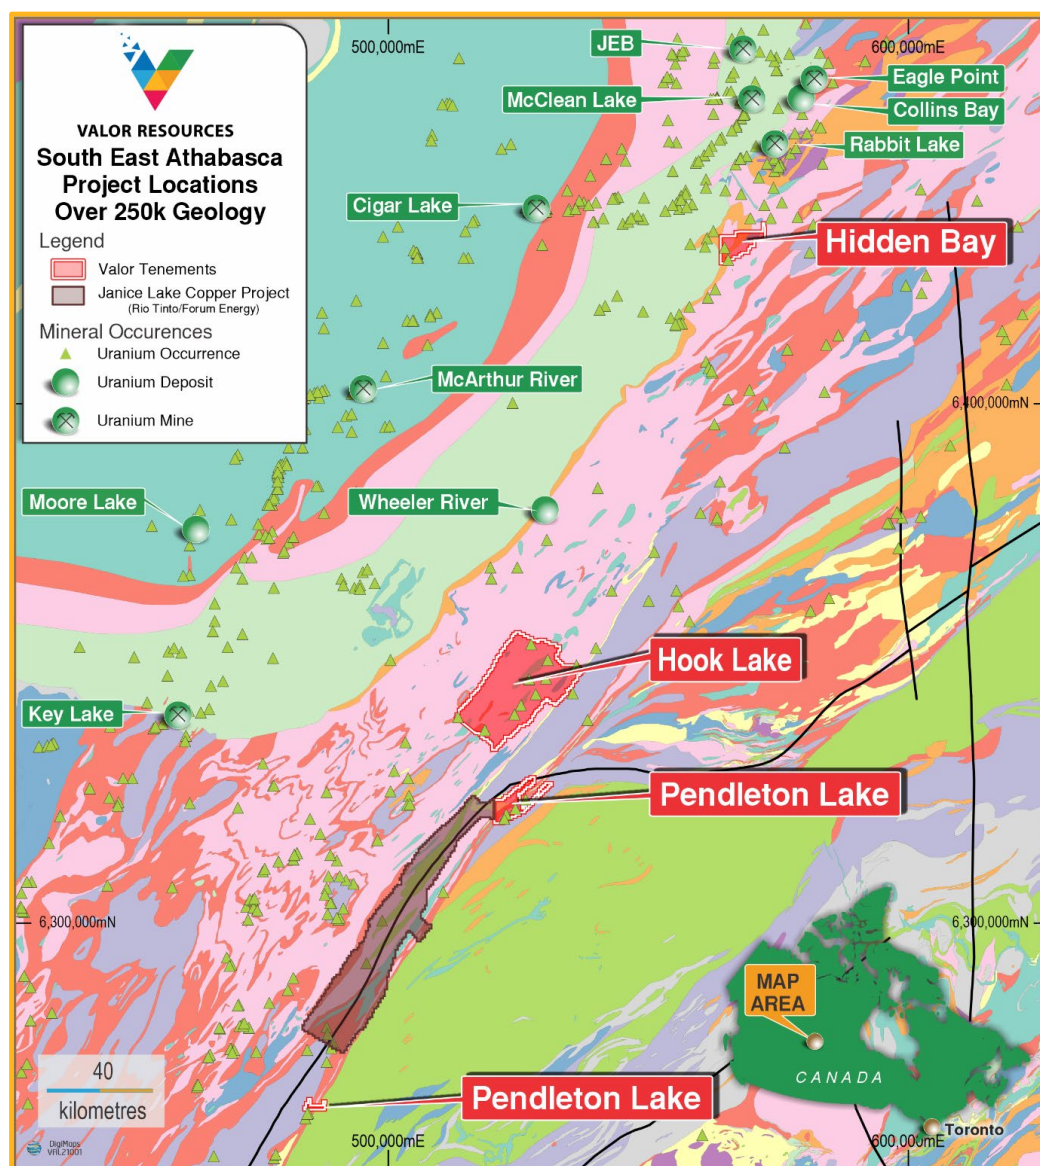 VALOR RESOURCES
South East Athabasca
Project Locations
Over 250k Geology
Legend
Valor Tenements
Janice Lake Copper Project
(Rio Tinto/Forum Energy)
Mineral Occurences
Uranium Occurrence
Uranium Deposit
Uranium Mine
500,000mE
600,000mE
JEB
Eagle Point
McClean Lake
Collins Bay
Rabbit Lake
Cigar Lake
Hidden Bay
McArthur River
6,400,000mN
Moore Lake
Wheeler River
Hook Lake
Key Lake
Pendleton Lake
6,300,000mN
6,300,000mN
MAP
AREA
CANADA
40
kilometres
Pendleton Lake
DigiMaps
VAL21001
500,000mE
600,000mE
Toronto